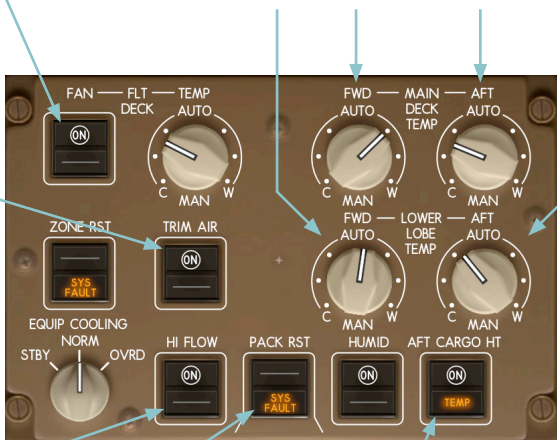 FAN FLT TEMP
DECK
AUTO
ON
MAN
FWD MAIN AFT
DECK
TEMP
AUTO AUTO
C W C W
MAN MAN
ZONE RST
SYS
FAULT
TRIM AIR
ON
FWD LOWER AFT
LOBE
TEMP
AUTO AUTO
C W C W
MAN MAN
EQUIP COOLING
NORM
STBY OVRD
HI FLOW
ON
PACK RST
SYS
FAULT
HUMID
ON
AFT CARGO HT
ON
TEMP